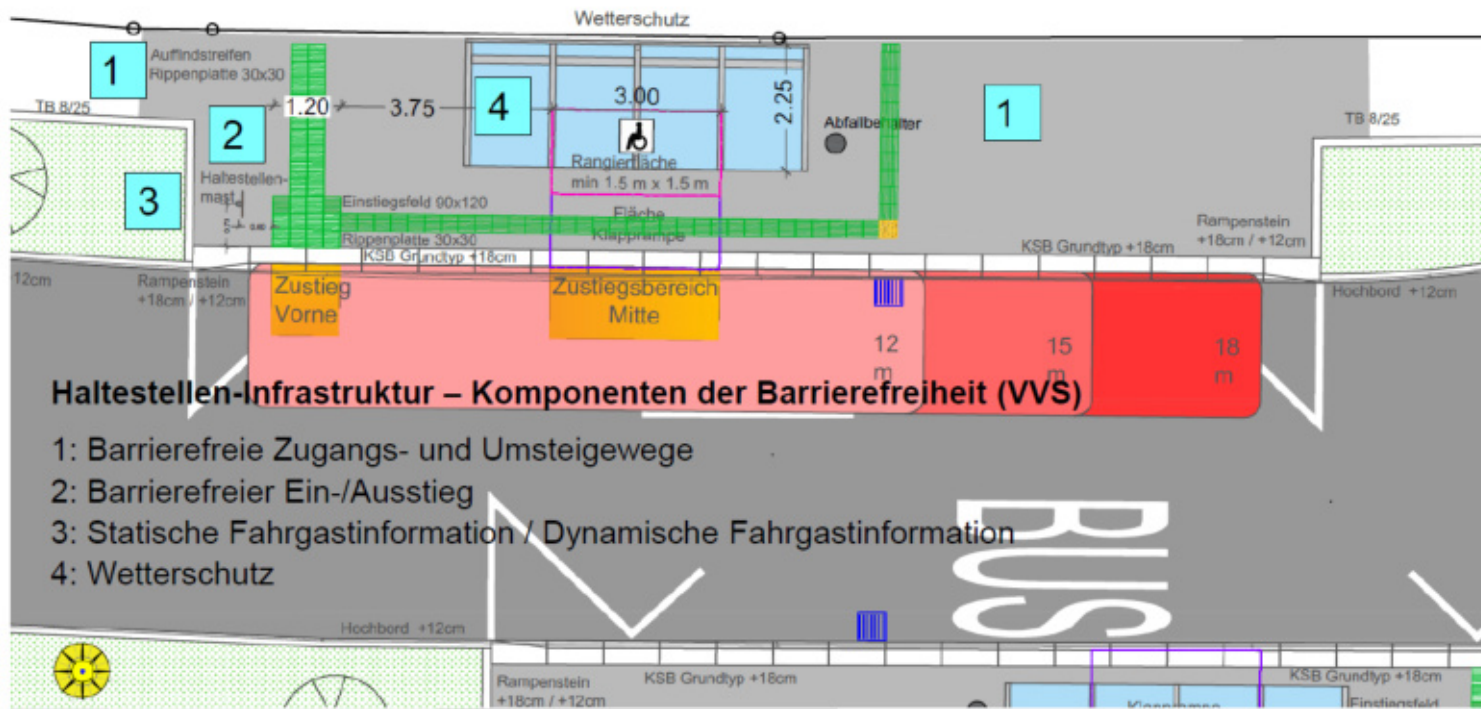 Wetterschutz
1
Auffindstreifen
Rippenplatte 30x30
TB 8/25
1.20
3.75
4
3.00
2.25
Abfallbehälter
1
TB 8/25
2
Rangierfläche
min 1.5 m x 1.5 m
3
Haltestellen-
mast
Einstiegsfeld 90x120
Fläche
Klapprampe
Rippenplatte 30x30
KSB Grundtyp +18cm
KSB Grundtyp +18cm
Rampenstein
+18cm / +12cm
12cm
Rampenstein
+18cm / +12cm
Zustieg
Vorne
Zustiegsbereich
Mitte
Hochbord +12cm
12
m
15
m
18
m
Haltestellen-Infrastruktur – Komponenten der Barrierefreiheit (VVS)
1: Barrierefreie Zugangs- und Umsteigewege
2: Barrierefreier Ein-/Ausstieg
3: Statische Fahrgastinformation / Dynamische Fahrgastinformation
4: Wetterschutz
BUS
Hochbord +12cm
Rampenstein
+18cm / +12cm
KSB Grundtyp +18cm
KSB Grundtyp +18cm
Klapprampe
Einstiegsfeld